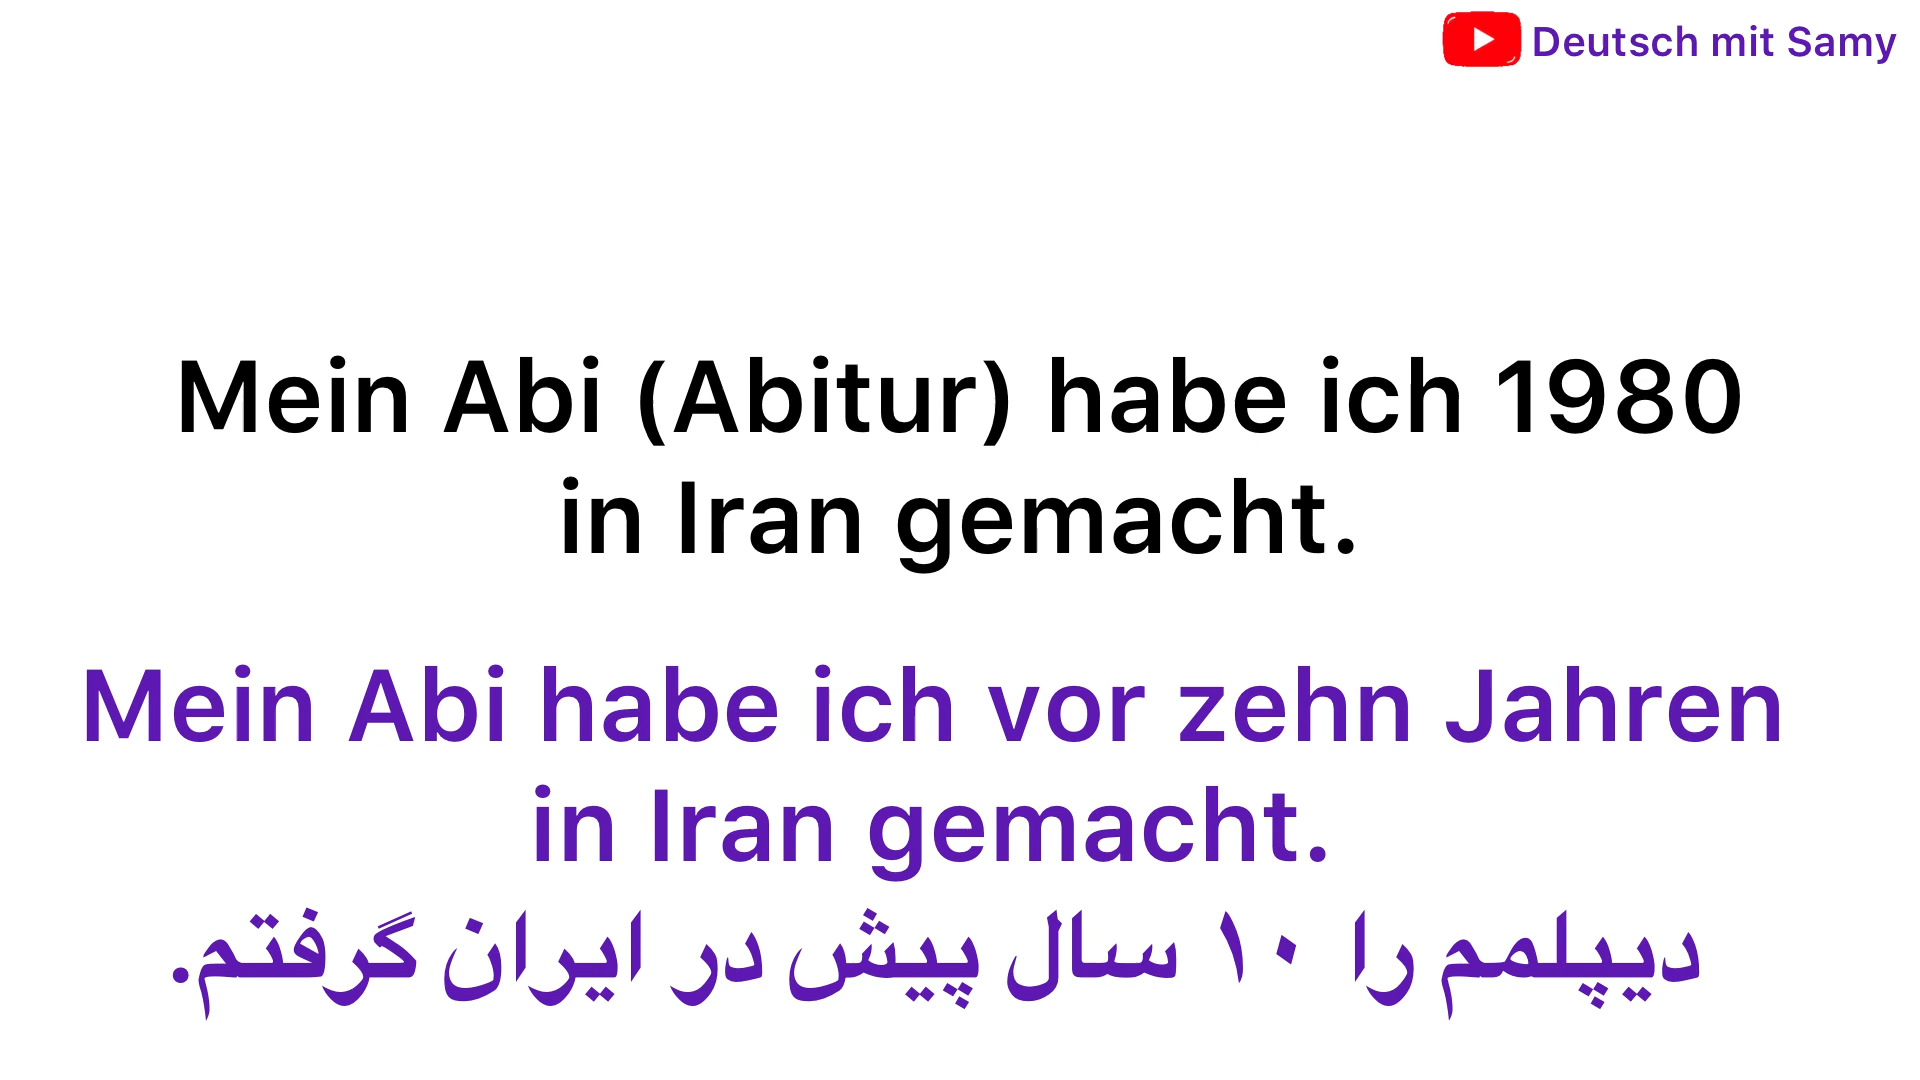 Deutsch mit Samy
Mein Abi (Abitur) habe ich 1980
in Iran gemacht.
Mein Abi habe ich vor zehn Jahren
in Iran gemacht.
دیپلمم را ۱۰ سال پیش در ایران گرفتم.